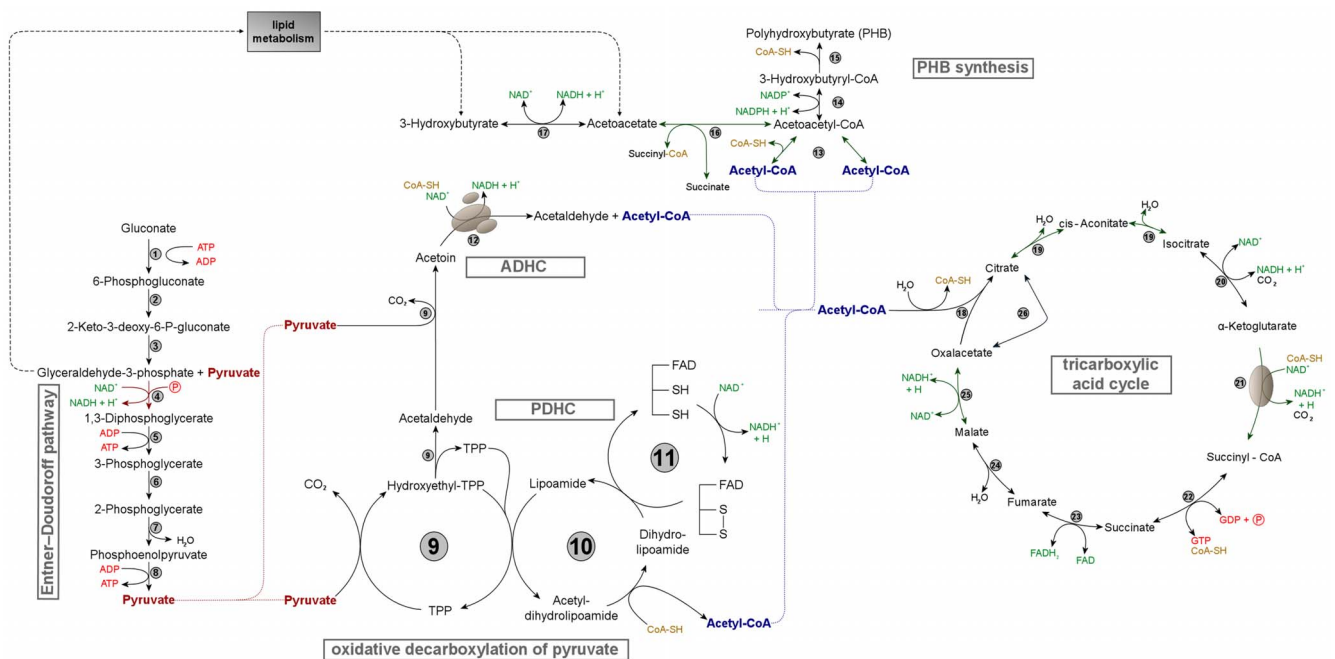 lipid
metabolism
Polyhydroxybutyrate (PHB)
CoA-SH
15
3-Hydroxybutyryl-CoA
PHB synthesis
NADP⁺
14
NADPH + H⁺
NAD⁺
NADH + H⁺
3-Hydroxybutyrate
17
Acetoacetate
16
Acetoacetyl-CoA
Succinyl-CoA
Succinate
CoA-SH
13
Acetyl-CoA
Acetyl-CoA
CoA-SH
NAD⁺
NADH + H⁺
12
Acetaldehyde + Acetyl-CoA
Acetoin
ADHC
CO₂
9
Pyruvate
Acetaldehyde
9
TPP
Gluconate
1
ATP
ADP
6-Phosphogluconate
2
2-Keto-3-deoxy-6-P-gluconate
3
Glyceraldehyde-3-phosphate + Pyruvate
NAD⁺
P
4
NADH + H⁺
1,3-Diphosphoglycerate
ADP
5
ATP
3-Phosphoglycerate
6
2-Phosphoglycerate
7
H₂O
Phosphoenolpyruvate
ADP
8
ATP
Pyruvate
Entner–Doudoroff pathway
Pyruvate
CO₂
Hydroxyethyl-TPP
9
TPP
PDHC
FAD
SH
SH
NAD⁺
NADH⁺
+ H
11
FAD
S
S
Lipoamide
10
Dihydro-
lipoamide
Acetyl-
dihydrolipoamide
CoA-SH
Acetyl-CoA
oxidative decarboxylation of pyruvate
Acetyl-CoA
H₂O
CoA-SH
18
Citrate
H₂O
19
cis-Aconitate
H₂O
19
Isocitrate
NAD⁺
20
NADH + H⁺
CO₂
α-Ketoglutarate
CoA-SH
NAD⁺
21
NADH⁺
+ H
CO₂
Succinyl - CoA
22
GDP + P
GTP
CoA-SH
Succinate
23
FADH₂
FAD
Fumarate
24
H₂O
Malate
25
NADH⁺
+ H
NAD⁺
Oxalacetate
26
tricarboxylic
acid cycle